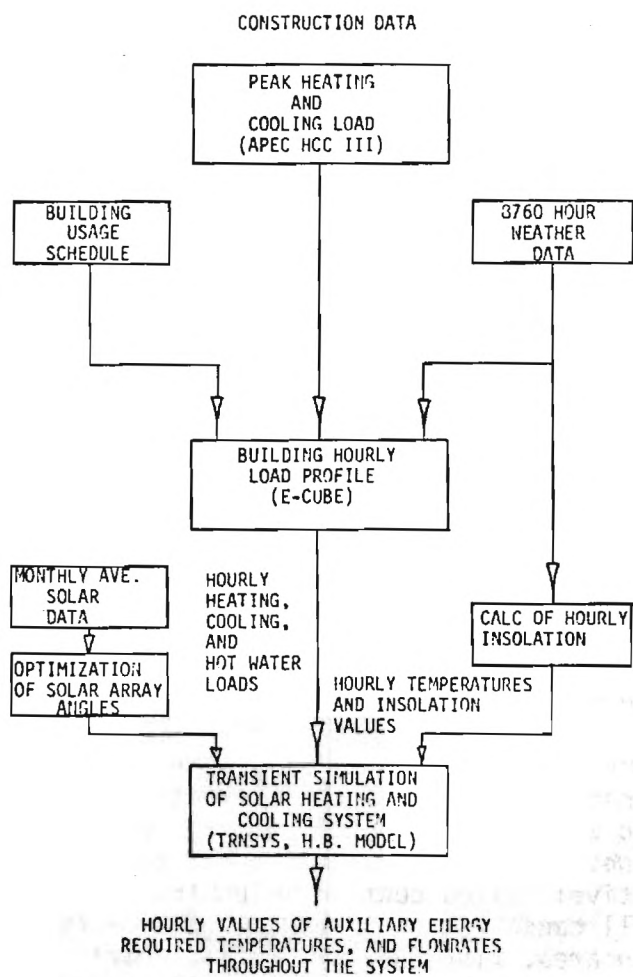 CONSTRUCTION DATA
PEAK HEATING
AND
COOLING LOAD
(APEC HCC III)
BUILDING
USAGE
SCHEDULE
8760 HOUR
WEATHER
DATA
BUILDING HOURLY
LOAD PROFILE
(E-CUBE)
MONTHLY AVE.
SOLAR
DATA
HOURLY
HEATING,
COOLING,
AND
HOT WATER
LOADS
CALC OF HOURLY
INSOLATION
OPTIMIZATION
OF SOLAR ARRAY
ANGLES
HOURLY TEMPERATURES
AND INSOLATION
VALUES
TRANSIENT SIMULATION
OF SOLAR HEATING AND
COOLING SYSTEM
(TRNSYS, H.B. MODEL)
HOURLY VALUES OF AUXILIARY ENERGY
REQUIRED TEMPERATURES, AND FLOWRATES
THROUGHOUT THE SYSTEM